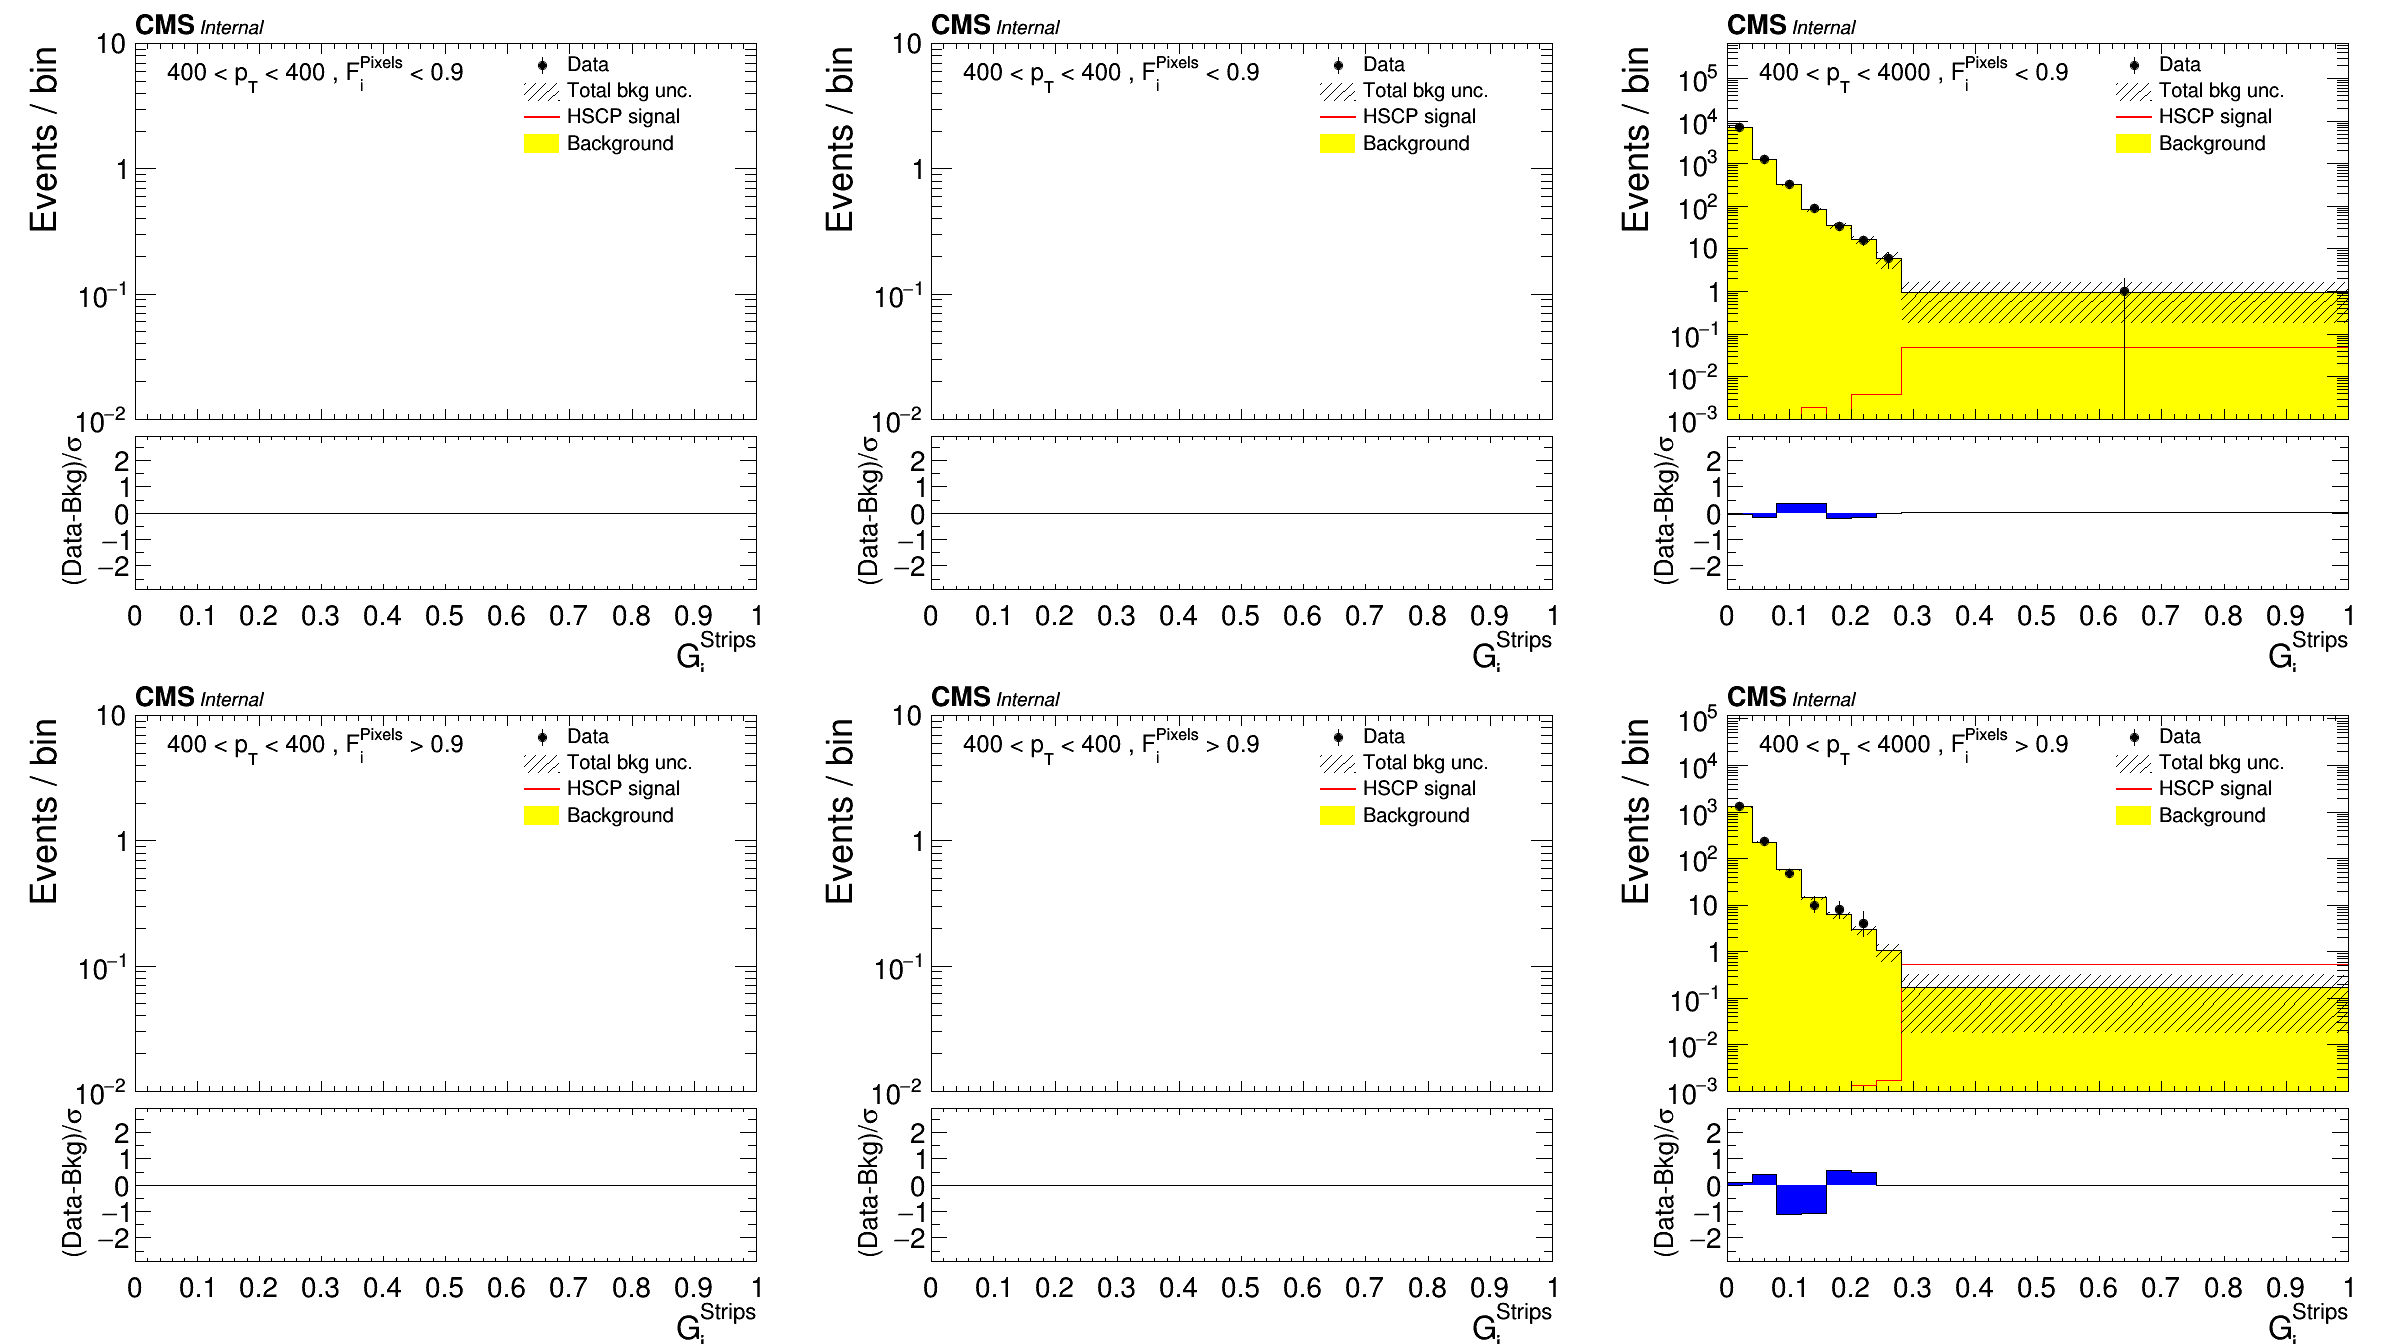 CMS Internal
Events / bin
400 < p_T < 400 , F_i^Pixels < 0.9
Data
Total bkg unc.
HSCP signal
Background
10
1
10^−1
10^−2
(Data-Bkg)/σ
2
1
0
−1
−2
0 0.1 0.2 0.3 0.4 0.5 0.6 0.7 0.8 0.9 1
G_i^Strips
CMS Internal
Events / bin
400 < p_T < 400 , F_i^Pixels < 0.9
Data
Total bkg unc.
HSCP signal
Background
10
1
10^−1
10^−2
(Data-Bkg)/σ
2
1
0
−1
−2
0 0.1 0.2 0.3 0.4 0.5 0.6 0.7 0.8 0.9 1
G_i^Strips
CMS Internal
Events / bin
400 < p_T < 4000 , F_i^Pixels < 0.9
Data
Total bkg unc.
HSCP signal
Background
10^5
10^4
10^3
10^2
10
1
10^−1
10^−2
10^−3
(Data-Bkg)/σ
2
1
0
−1
−2
0 0.1 0.2 0.3 0.4 0.5 0.6 0.7 0.8 0.9 1
G_i^Strips
CMS Internal
Events / bin
400 < p_T < 400 , F_i^Pixels > 0.9
Data
Total bkg unc.
HSCP signal
Background
10
1
10^−1
10^−2
(Data-Bkg)/σ
2
1
0
−1
−2
0 0.1 0.2 0.3 0.4 0.5 0.6 0.7 0.8 0.9 1
G_i^Strips
CMS Internal
Events / bin
400 < p_T < 400 , F_i^Pixels > 0.9
Data
Total bkg unc.
HSCP signal
Background
10
1
10^−1
10^−2
(Data-Bkg)/σ
2
1
0
−1
−2
0 0.1 0.2 0.3 0.4 0.5 0.6 0.7 0.8 0.9 1
G_i^Strips
CMS Internal
Events / bin
400 < p_T < 4000 , F_i^Pixels > 0.9
Data
Total bkg unc.
HSCP signal
Background
10^5
10^4
10^3
10^2
10
1
10^−1
10^−2
10^−3
(Data-Bkg)/σ
2
1
0
−1
−2
0 0.1 0.2 0.3 0.4 0.5 0.6 0.7 0.8 0.9 1
G_i^Strips